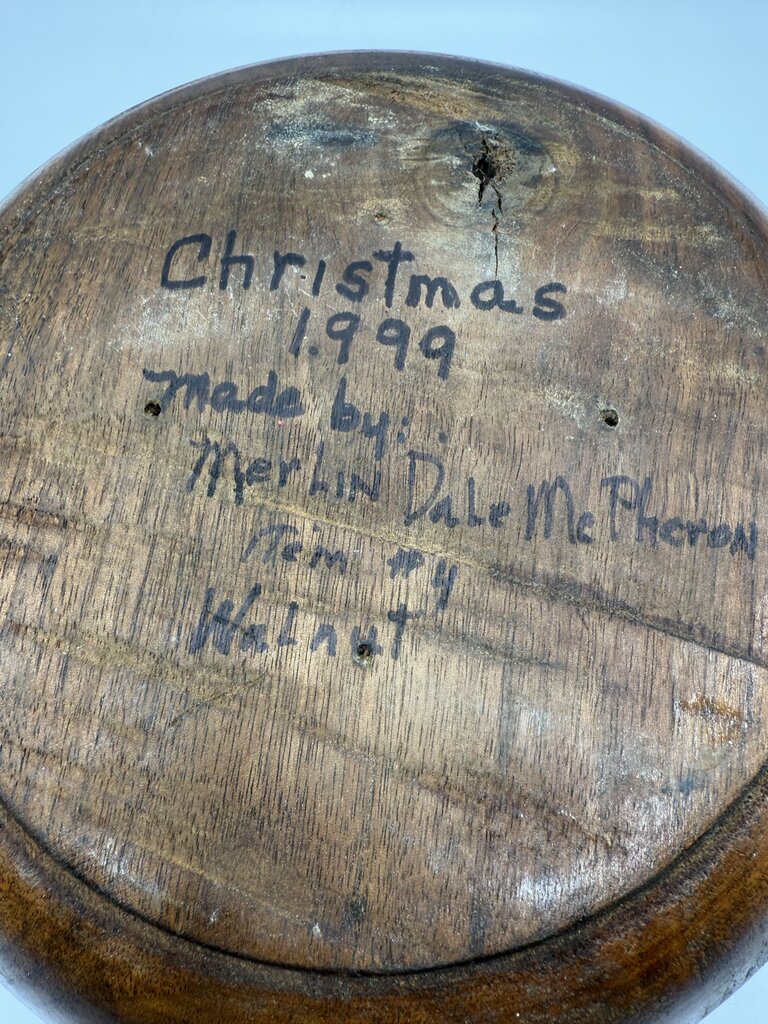 Christmas
1999
Made by:
Merlin Dale McPheron
Item #4
Walnut